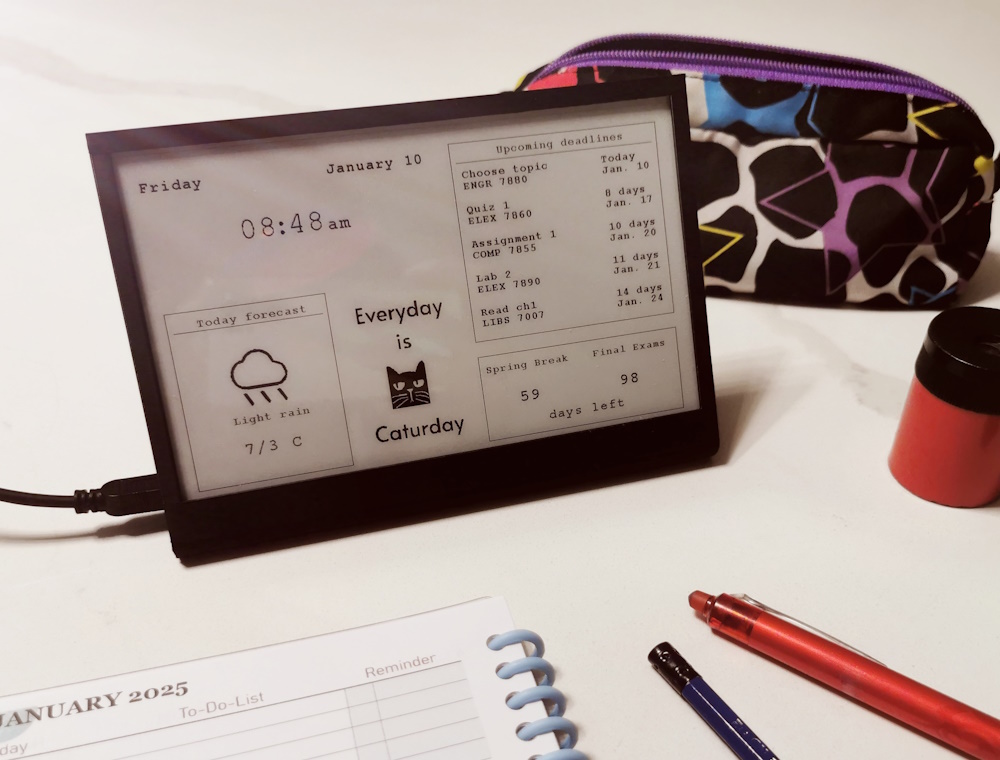 Friday
January 10
08:48 am
Today forecast
Light rain
7/3 C
Everyday
is
Caturday
Upcoming deadlines
Choose topic Today
ENGR 7880 Jan. 10
Quiz 1 8 days
ELEX 7860 Jan. 17
Assignment 1 10 days
COMP 7855 Jan. 20
Lab 2 11 days
ELEX 7890 Jan. 21
Read ch1 14 days
LIBS 7007 Jan. 24
Spring Break Final Exams
59 98
days left
JANUARY 2025
To-Do-List
Reminder